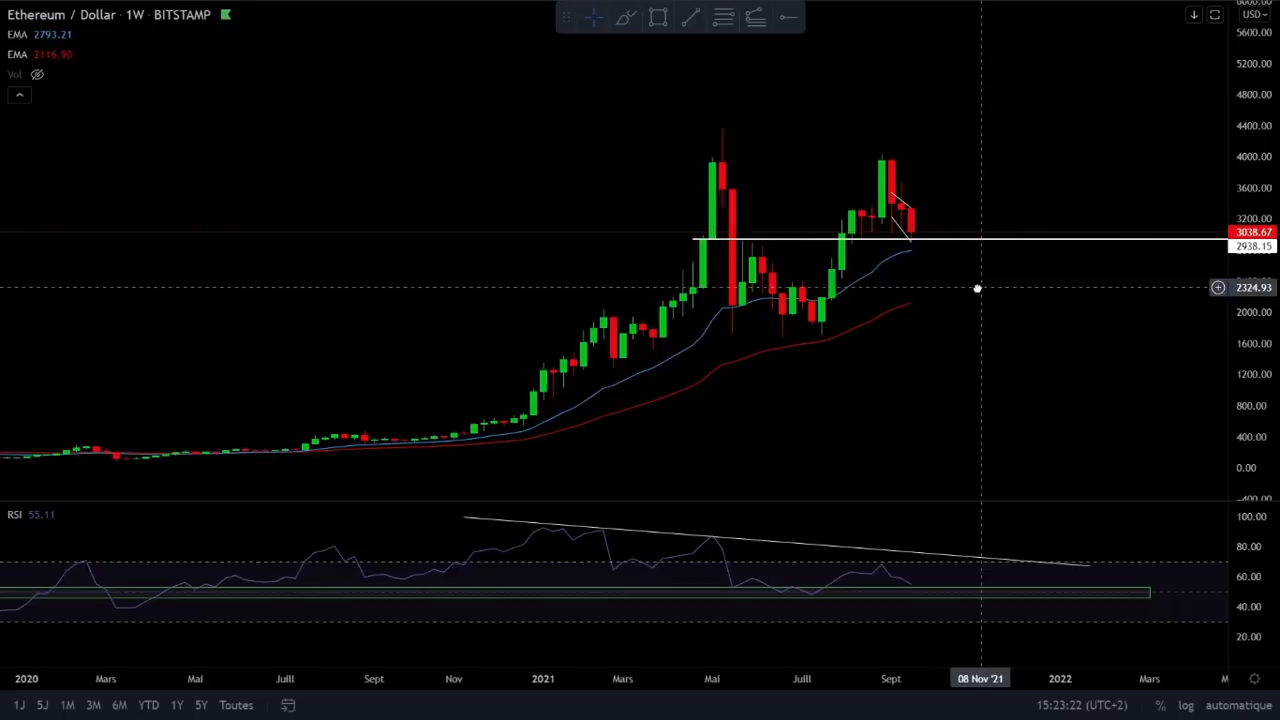 Ethereum / Dollar · 1W · BITSTAMP
EMA 2793.21
EMA 2116.90
Vol
USD
5600.00
5200.00
4800.00
4400.00
4000.00
3600.00
3200.00
3038.67
2938.15
2324.93
2000.00
1600.00
1200.00
800.00
400.00
0.00
RSI 55.11
100.00
80.00
60.00
40.00
20.00
2020 Mars Mai Juill Sept Nov 2021 Mars Mai Juill Sept 08 Nov '21 2022 Mars M
1J 5J 1M 3M 6M YTD 1Y 5Y Toutes 15:23:22 (UTC+2) % log automatique